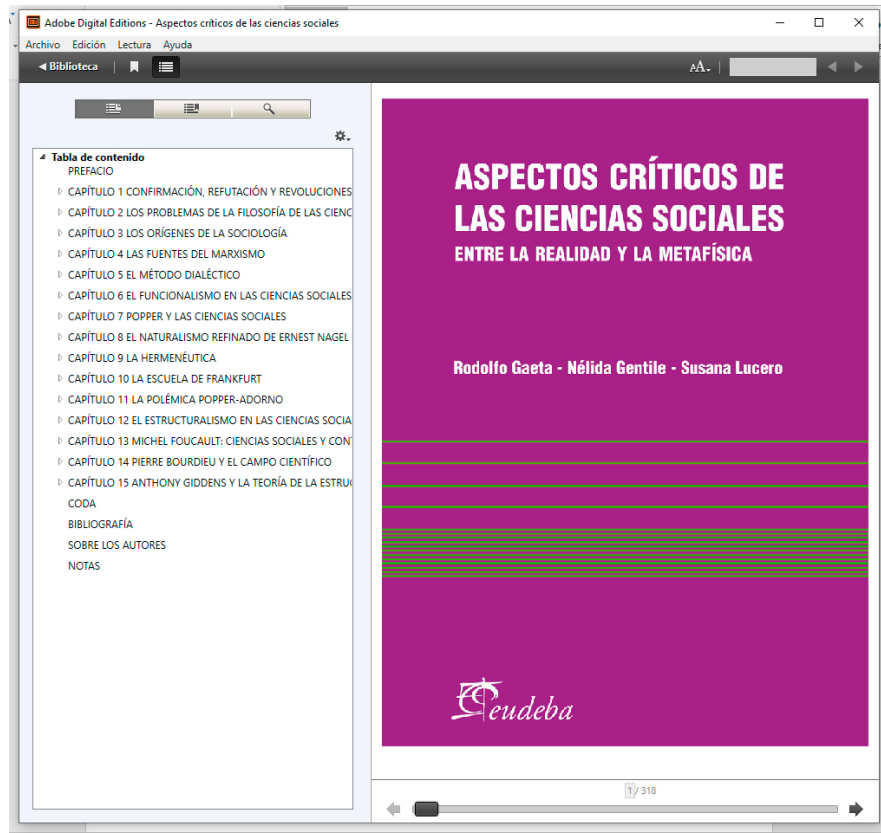 Adobe Digital Editions - Aspectos críticos de las ciencias sociales
Archivo Edición Lectura Ayuda
Biblioteca
AA
Tabla de contenido
PREFACIO
CAPÍTULO 1 CONFIRMACIÓN, REFUTACIÓN Y REVOLUCIONES
CAPÍTULO 2 LOS PROBLEMAS DE LA FILOSOFÍA DE LAS CIENC
CAPÍTULO 3 LOS ORÍGENES DE LA SOCIOLOGÍA
CAPÍTULO 4 LAS FUENTES DEL MARXISMO
CAPÍTULO 5 EL MÉTODO DIALÉCTICO
CAPÍTULO 6 EL FUNCIONALISMO EN LAS CIENCIAS SOCIALES
CAPÍTULO 7 POPPER Y LAS CIENCIAS SOCIALES
CAPÍTULO 8 EL NATURALISMO REFINADO DE ERNEST NAGEL
CAPÍTULO 9 LA HERMENÉUTICA
CAPÍTULO 10 LA ESCUELA DE FRANKFURT
CAPÍTULO 11 LA POLÉMICA POPPER-ADORNO
CAPÍTULO 12 EL ESTRUCTURALISMO EN LAS CIENCIAS SOCIA
CAPÍTULO 13 MICHEL FOUCAULT: CIENCIAS SOCIALES Y CON
CAPÍTULO 14 PIERRE BOURDIEU Y EL CAMPO CIENTÍFICO
CAPÍTULO 15 ANTHONY GIDDENS Y LA TEORÍA DE LA ESTRU
CODA
BIBLIOGRAFÍA
SOBRE LOS AUTORES
NOTAS
ASPECTOS CRÍTICOS DE
LAS CIENCIAS SOCIALES
ENTRE LA REALIDAD Y LA METAFÍSICA
Rodolfo Gaeta - Nélida Gentile - Susana Lucero
eudeba
1/ 318